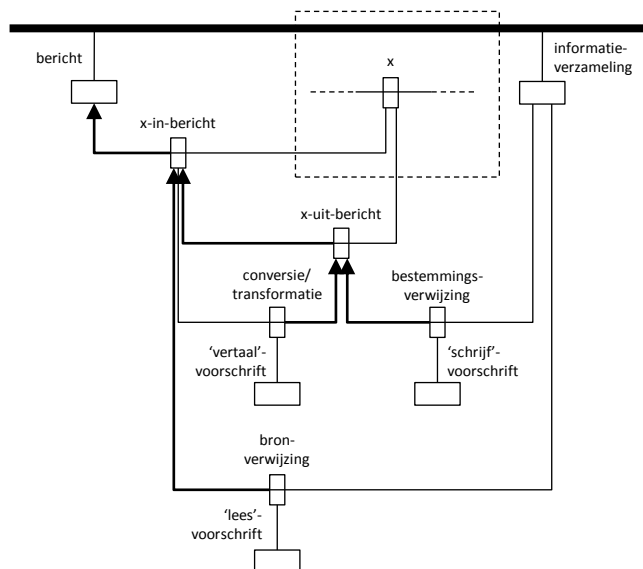 bericht
x
informatie-
verzameling
x-in-bericht
x-uit-bericht
conversie/
transformatie
bestemmings-
verwijzing
‘vertaal’-
voorschrift
‘schrijf’-
voorschrift
bron-
verwijzing
‘lees’-
voorschrift